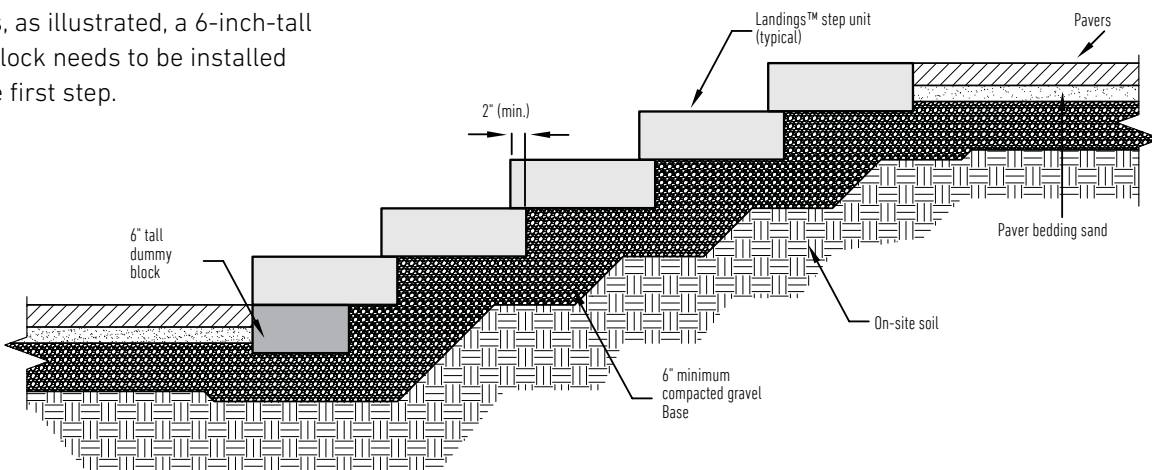 s, as illustrated, a 6-inch-tall
lock needs to be installed
e first step.
Landings™ step unit
(typical)
Pavers
2" (min.)
6" tall
dummy
block
Paver bedding sand
On-site soil
6" minimum
compacted gravel
Base